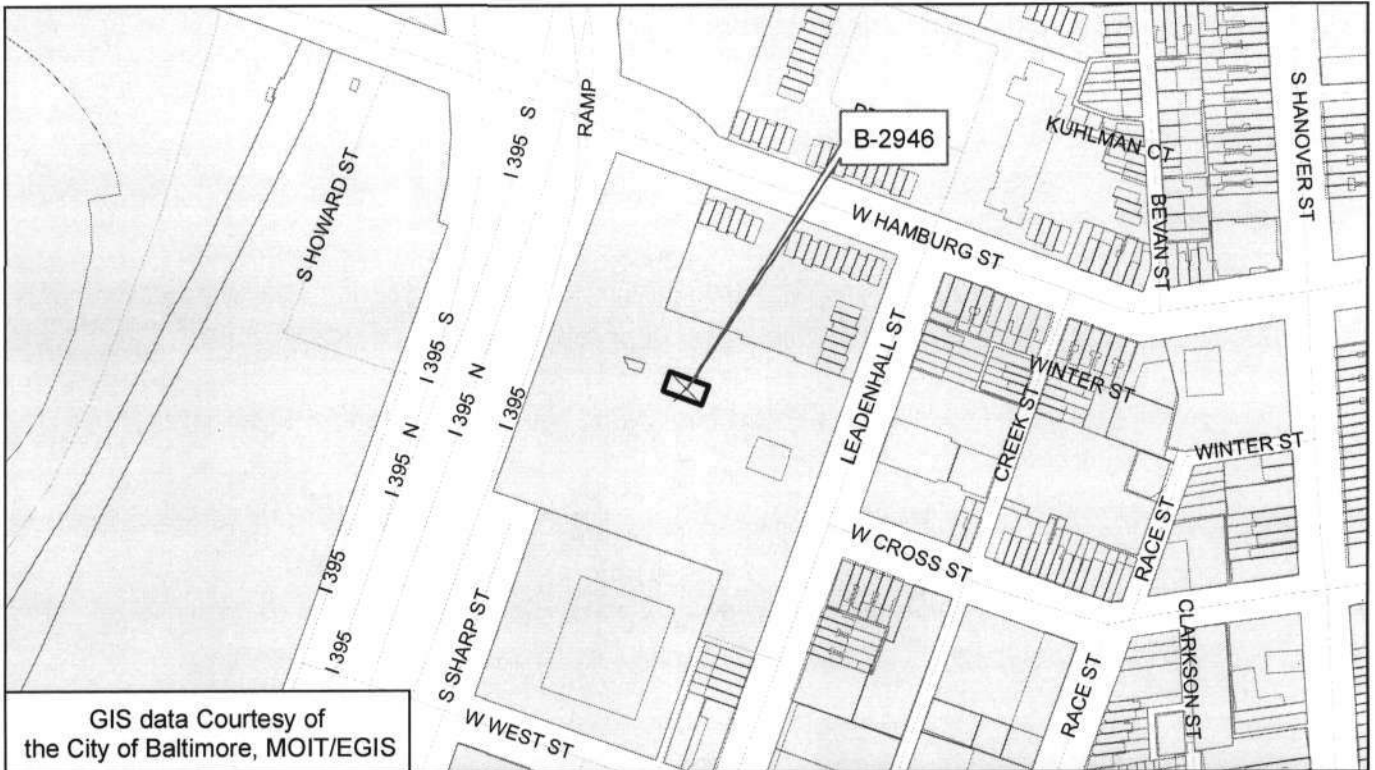 I 395 S
RAMP
B-2946
KUHLMAN CT
S HANOVER ST
S HOWARD ST
W HAMBURG ST
BEVAN ST
I 395 S
I 395 S
I 395 N
I 395
LEADENHALL ST
WINTER ST
CREEK ST
WINTER ST
I 395 N
RACE ST
W CROSS ST
I 395
S SHARP ST
CLARKSON ST
I 395
RACE ST
W WEST ST
GIS data Courtesy of
the City of Baltimore, MOIT/EGIS